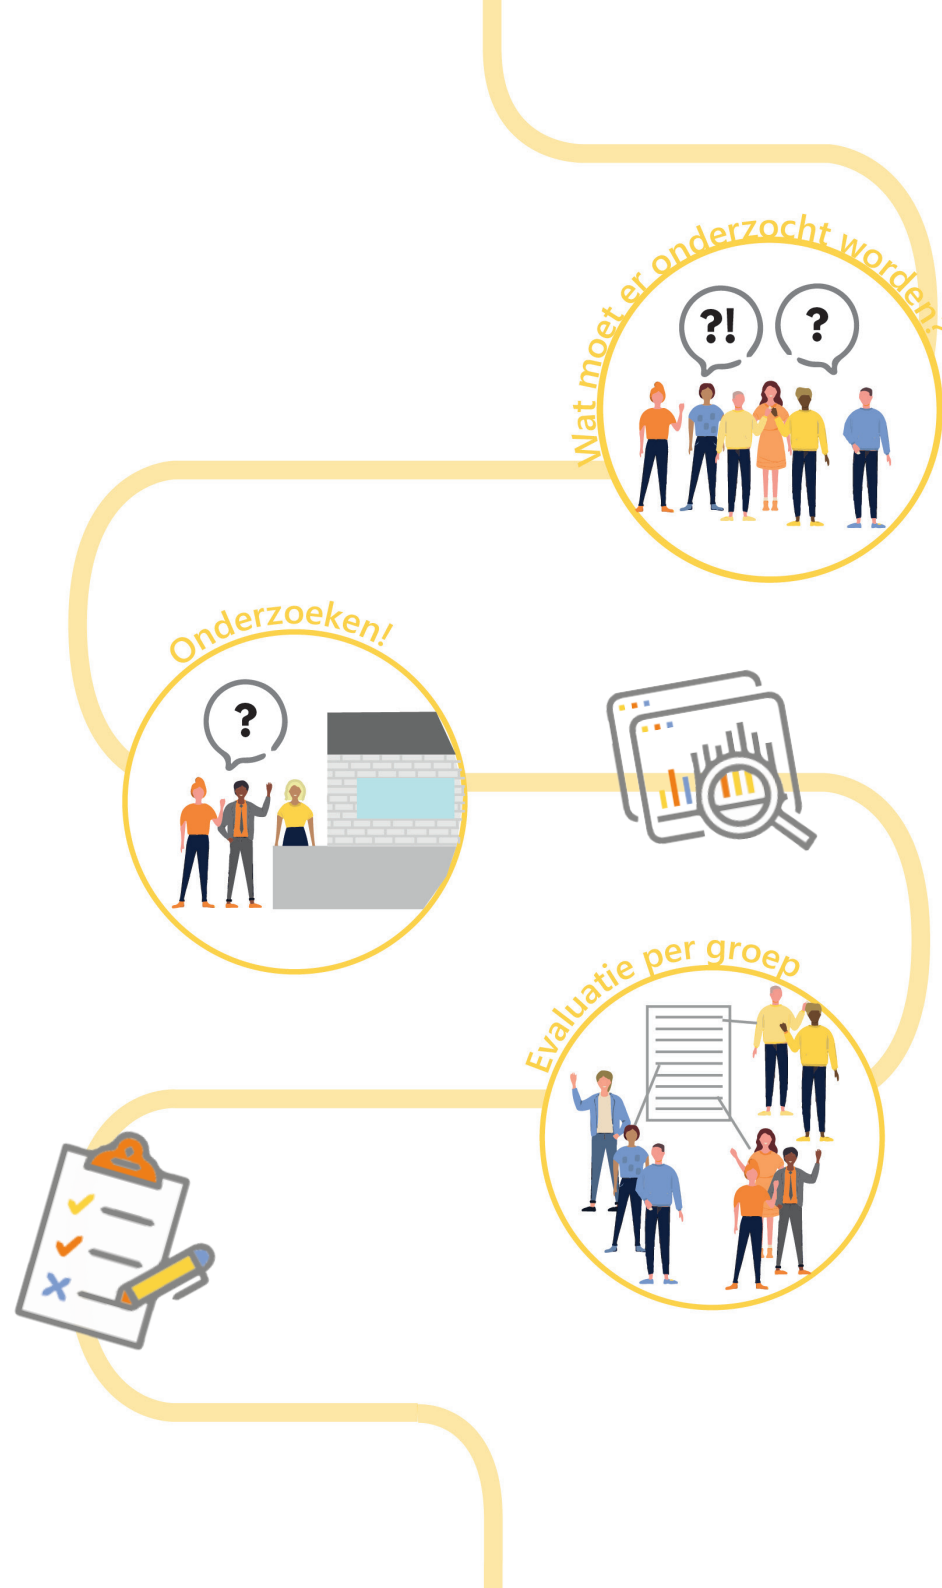 Wat moet er onderzocht worden?
?!
?
Onderzoeken!
?
Evaluatie per groep